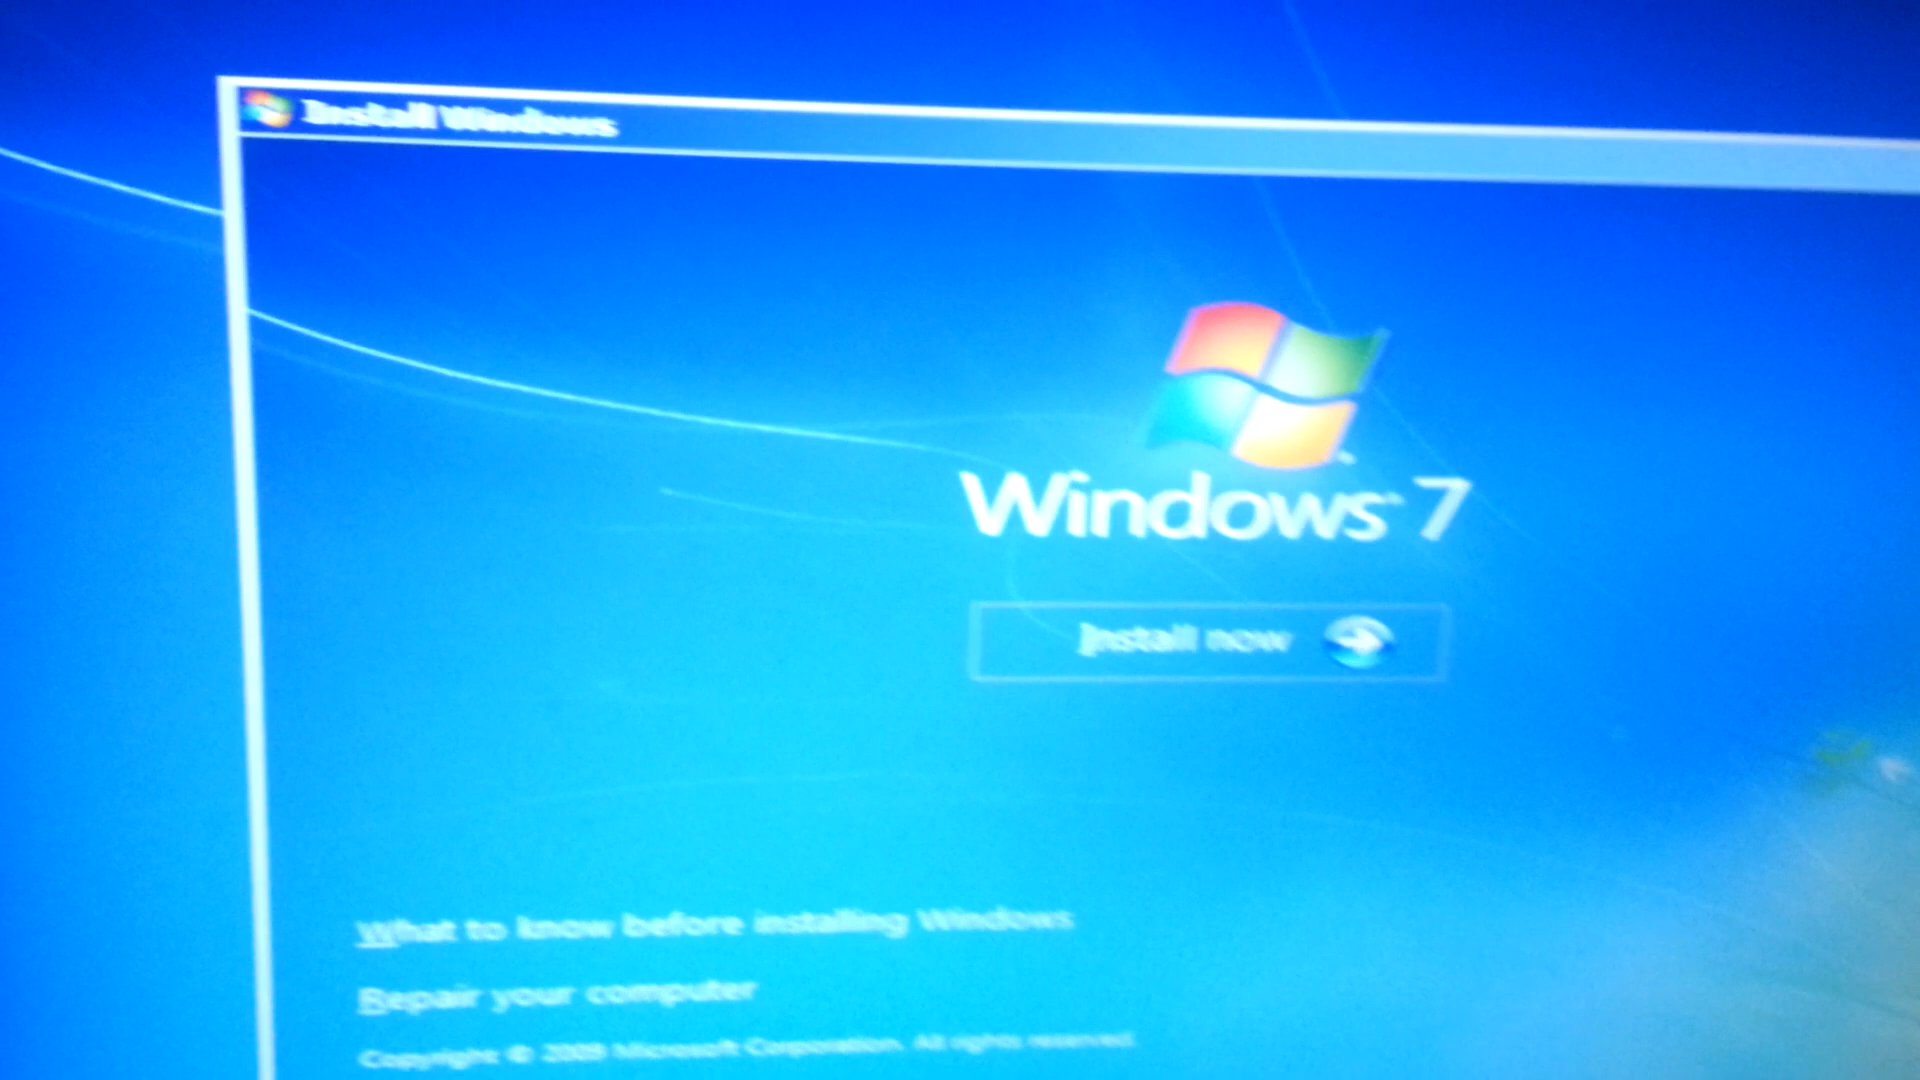 Install Windows
Windows™ 7
Install now
What to know before installing Windows
Repair your computer
Copyright © 2009 Microsoft Corporation. All rights reserved.